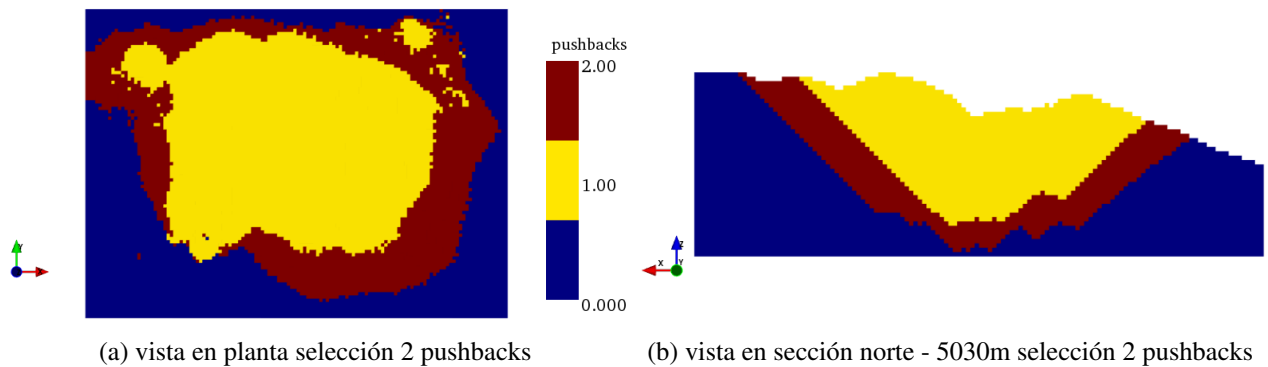 pushbacks
2.00
1.00
0.000
Y
X
Z
Y
(a) vista en planta selección 2 pushbacks
(b) vista en sección norte - 5030m selección 2 pushbacks